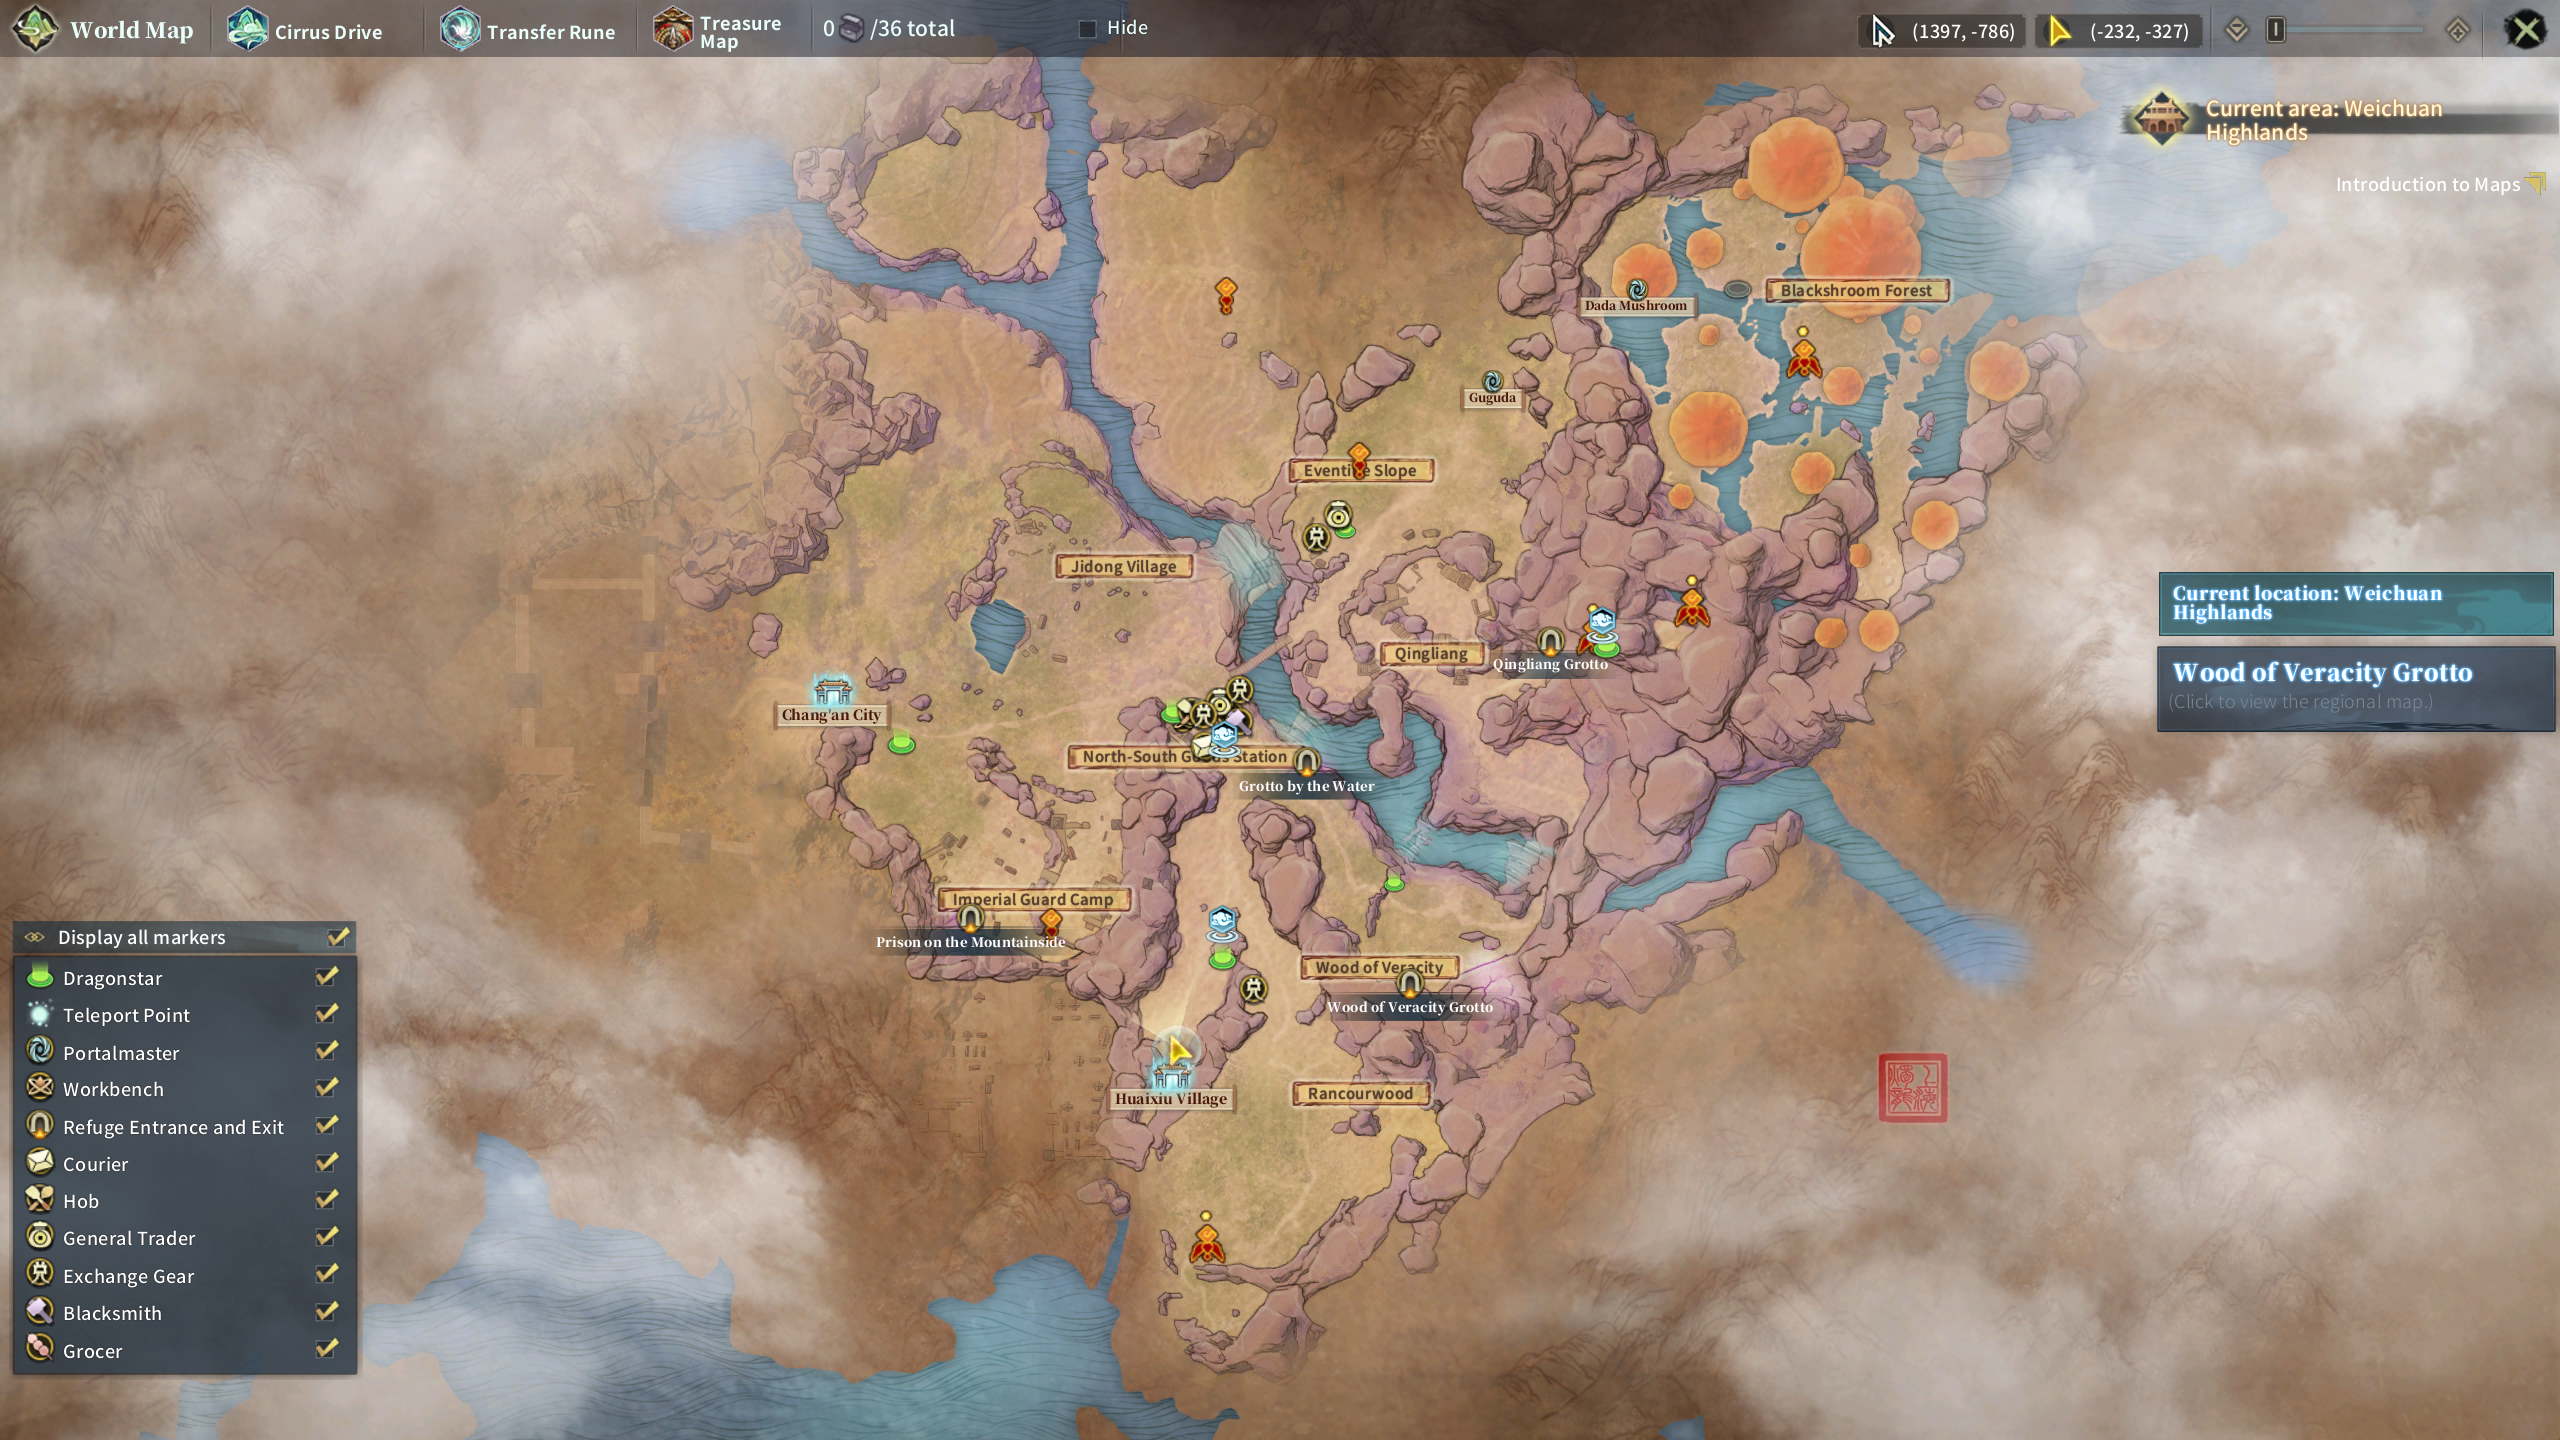 World Map
Cirrus Drive
Transfer Rune
Treasure
Map
0 /36 total
Hide
(1397, -786)
(-232, -327)
Current area: Weichuan
Highlands
Introduction to Maps
Blackshroom Forest
Dada Mushroom
Guguda
Eventide Slope
Jidong Village
Current location: Weichuan
Highlands
Qingliang
Qingliang Grotto
Wood of Veracity Grotto
(Click to view the regional map.)
Chang'an City
North-South Goods Station
Grotto by the Water
Imperial Guard Camp
Prison on the Mountainside
Wood of Veracity
Wood of Veracity Grotto
Huaixiu Village
Rancourwood
Display all markers
Dragonstar
Teleport Point
Portalmaster
Workbench
Refuge Entrance and Exit
Courier
Hob
General Trader
Exchange Gear
Blacksmith
Grocer